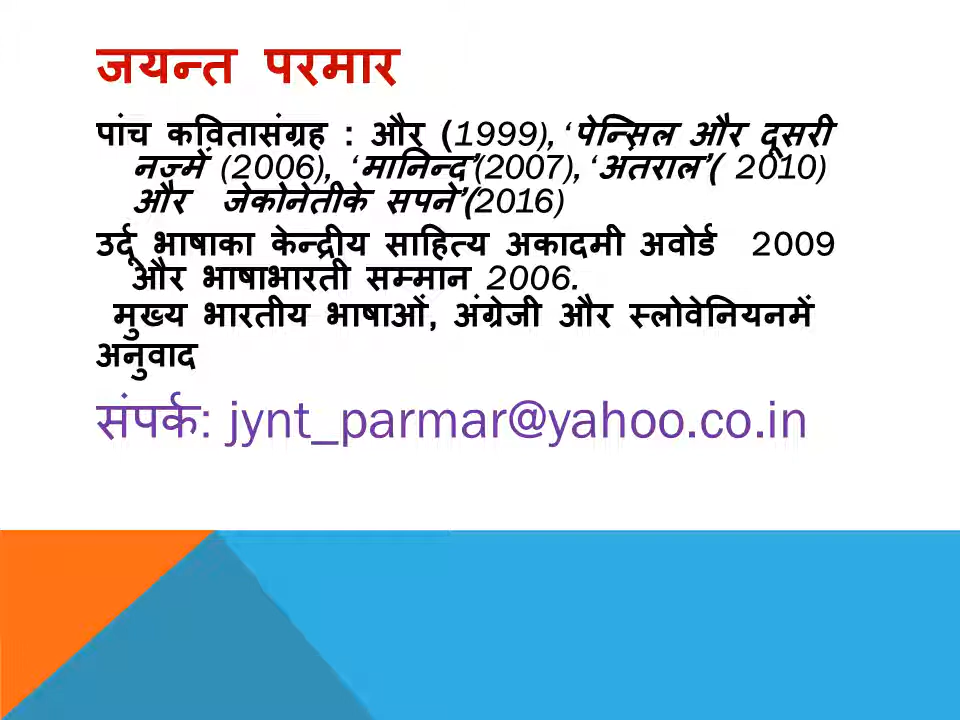 जयन्त परमार
पांच कवितासंग्रह : और (1999), ‘पेन्सिल और दूसरी
नज्में (2006), ‘मानिन्द’(2007), ‘अंतराल’( 2010)
और जेकोनेतीके सपने’(2016)
उर्दू भाषाका केन्द्रीय साहित्य अकादमी अवोर्ड 2009
और भाषाभारती सम्मान 2006.
मुख्य भारतीय भाषाओं, अंग्रेजी और स्लोवेनियनमें
अनुवाद
संपर्क: jynt_parmar@yahoo.co.in